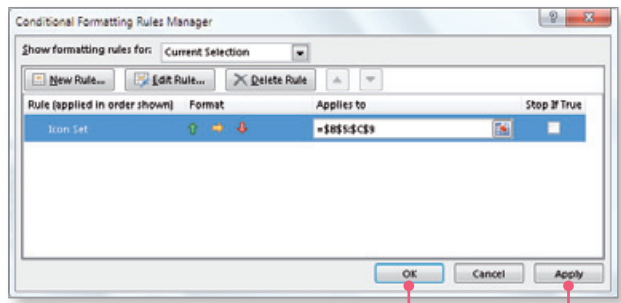 Conditional Formatting Rules Manager
Show formatting rules for: Current Selection
New Rule... Edit Rule... Delete Rule
Rule (applied in order shown) Format Applies to Stop If True
Icon Set =$B$5:$C$9
OK Cancel Apply